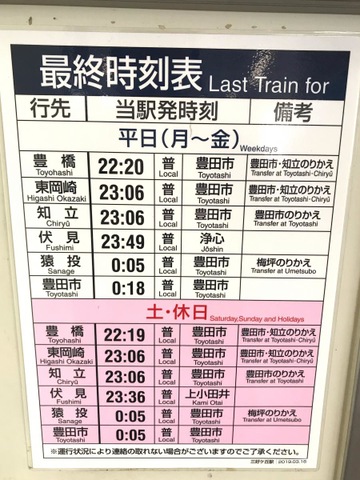 最終時刻表 Last Train for
行先 当駅発時刻 備考
平日(月〜金) Weekdays
豊橋 Toyohashi 22:20 普 Local 豊田市 Toyotashi 豊田市・知立のりかえ Transfer at Toyotashi・Chiryū
東岡崎 Higashi Okazaki 23:06 普 Local 豊田市 Toyotashi 豊田市・知立のりかえ Transfer at Toyotashi・Chiryū
知立 Chiryū 23:06 普 Local 豊田市 Toyotashi 豊田市のりかえ Transfer at Toyotashi
伏見 Fushimi 23:49 普 Local 浄心 Jōshin
猿投 Sanage 0:05 普 Local 豊田市 Toyotashi 梅坪のりかえ Transfer at Umetsubo
豊田市 Toyotashi 0:18 普 Local 豊田市 Toyotashi
土・休日 Saturday,Sunday and Holidays
豊橋 Toyohashi 22:19 普 Local 豊田市 Toyotashi 豊田市・知立のりかえ Transfer at Toyotashi・Chiryū
東岡崎 Higashi Okazaki 23:06 普 Local 豊田市 Toyotashi 豊田市・知立のりかえ Transfer at Toyotashi・Chiryū
知立 Chiryū 23:06 普 Local 豊田市 Toyotashi 豊田市のりかえ Transfer at Toyotashi
伏見 Fushimi 23:36 普 Local 上小田井 Kami Otai
猿投 Sanage 0:05 普 Local 豊田市 Toyotashi 梅坪のりかえ Transfer at Umetsubo
豊田市 Toyotashi 0:05 普 Local 豊田市 Toyotashi
※運行状況により連絡の取れない場合がございますのでご了承ください。
三好ケ丘駅 2019.03.16